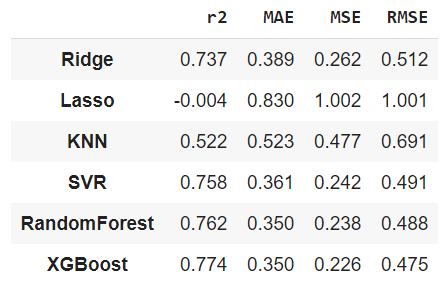 r2 MAE MSE RMSE
Ridge 0.737 0.389 0.262 0.512
Lasso -0.004 0.830 1.002 1.001
KNN 0.522 0.523 0.477 0.691
SVR 0.758 0.361 0.242 0.491
RandomForest 0.762 0.350 0.238 0.488
XGBoost 0.774 0.350 0.226 0.475